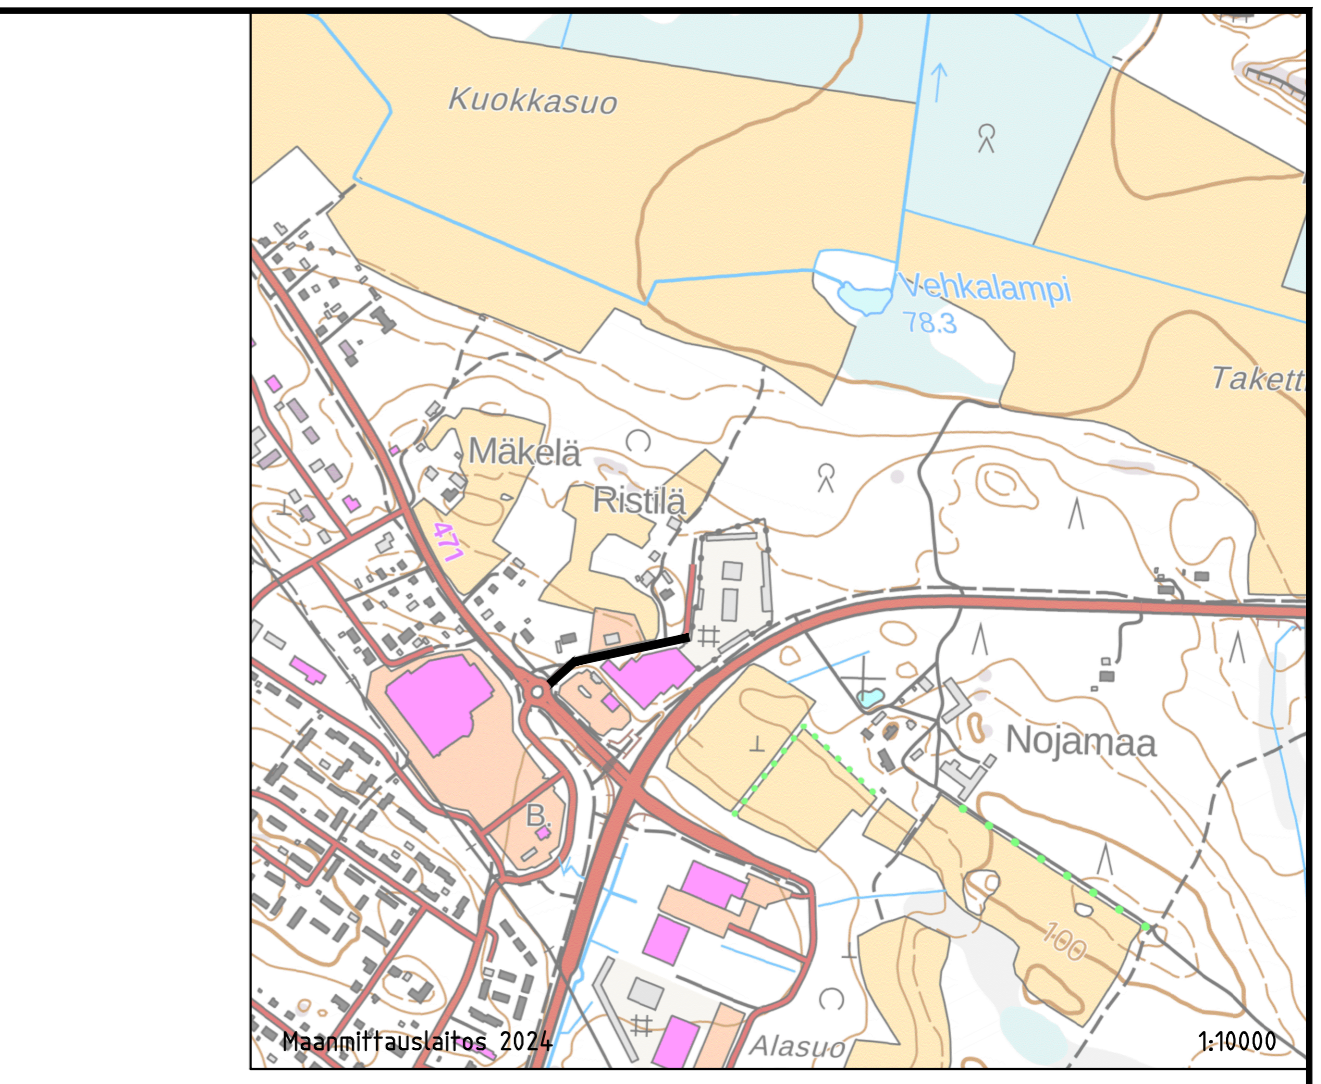 Kuokkasuo
Vehkalampi
78.3
Takett
Mäkelä
Ristilä
471
Nojamaa
B.
100
Alasuo
Maanmittauslaitos 2024
1:10000